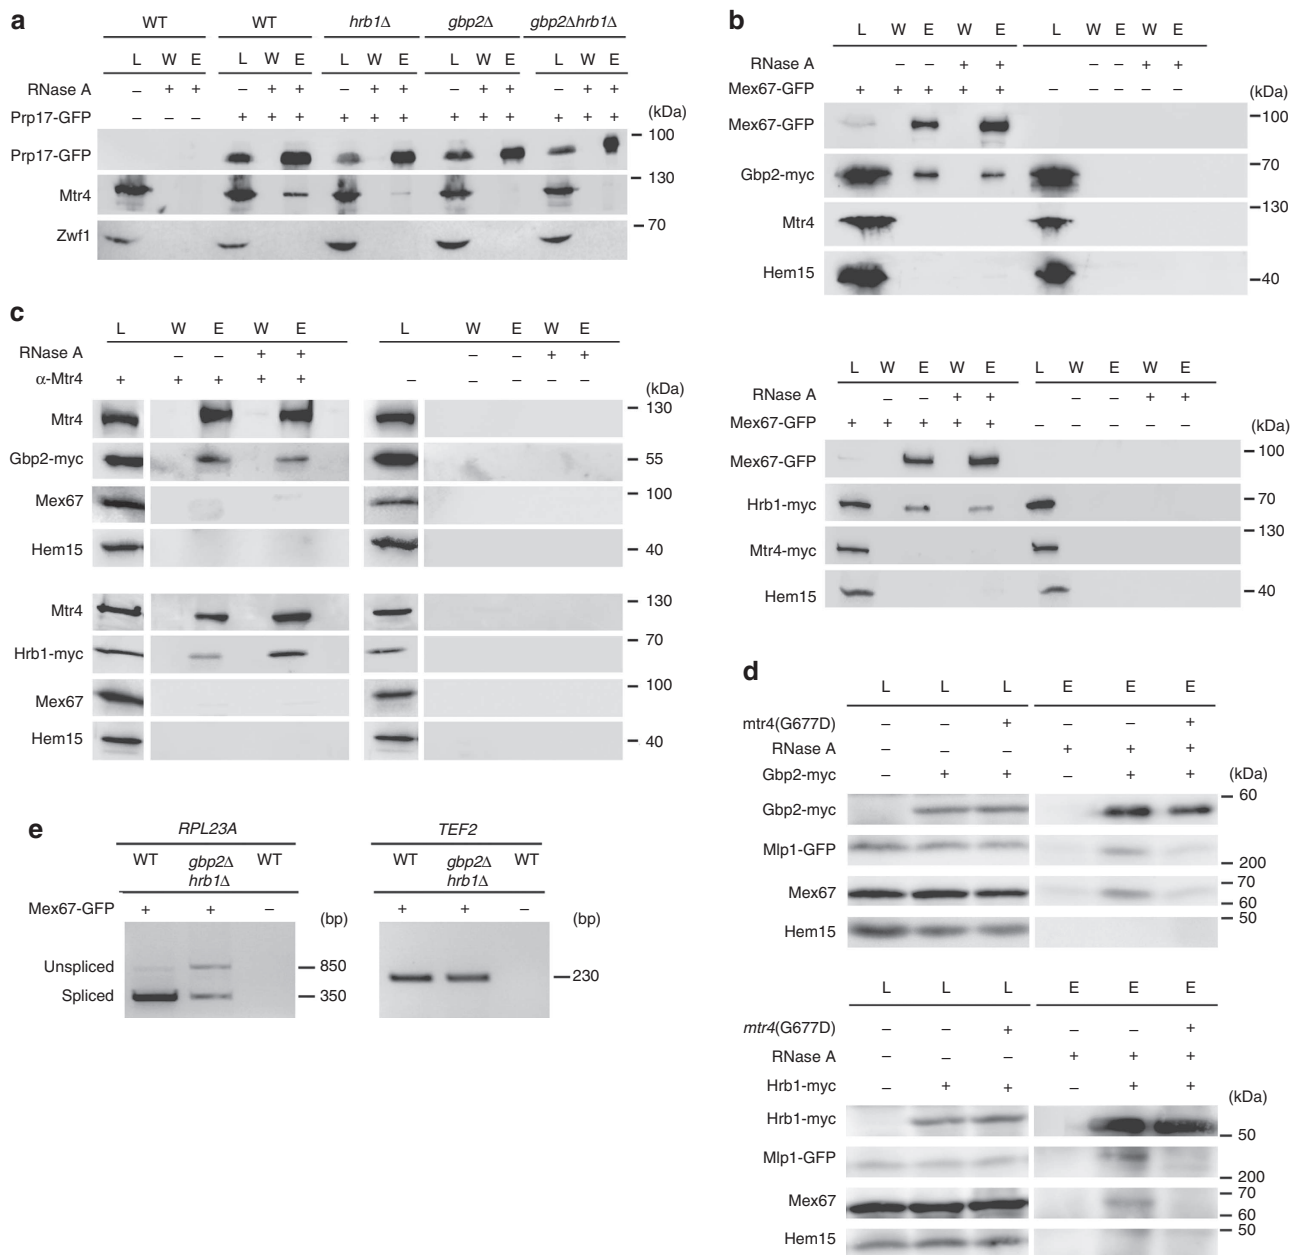 a
WT WT hrb1Δ gbp2Δ gbp2Δhrb1Δ
L W E L W E L W E L W E L W E
RNase A – + + – + + – + + – + + – + +
Prp17-GFP – – – + + + + + + + + + + + + (kDa)
Prp17-GFP 100
Mtr4 130
Zwf1 70
b
L W E W E L W E W E
RNase A – – + + – – + +
Mex67-GFP + + + + + – – – – – (kDa)
Mex67-GFP 100
Gbp2-myc 70
Mtr4 130
Hem15 40
L W E W E L W E W E
RNase A – – + + – – + +
Mex67-GFP + + + + + – – – – – (kDa)
Mex67-GFP 100
Hrb1-myc 70
Mtr4-myc 130
Hem15 40
c
L W E W E L W E W E
RNase A – – + + – – + +
α-Mtr4 + + + + + – – – – – (kDa)
Mtr4 130
Gbp2-myc 55
Mex67 100
Hem15 40
Mtr4 130
Hrb1-myc 70
Mex67 100
Hem15 40
d
L L L E E E
mtr4(G677D) – – + – – +
RNase A – – – + + +
Gbp2-myc – + + – + + (kDa)
Gbp2-myc 60
Mlp1-GFP 200
Mex67 70
60
Hem15 50
L L L E E E
mtr4(G677D) – – + – – +
RNase A – – – + + +
Hrb1-myc – + + – + + (kDa)
Hrb1-myc 50
Mlp1-GFP 200
Mex67 70
60
Hem15 50
e
RPL23A TEF2
WT gbp2Δ hrb1Δ WT WT gbp2Δ hrb1Δ WT
Mex67-GFP + + – (bp) + + – (bp)
Unspliced 850
230
Spliced 350